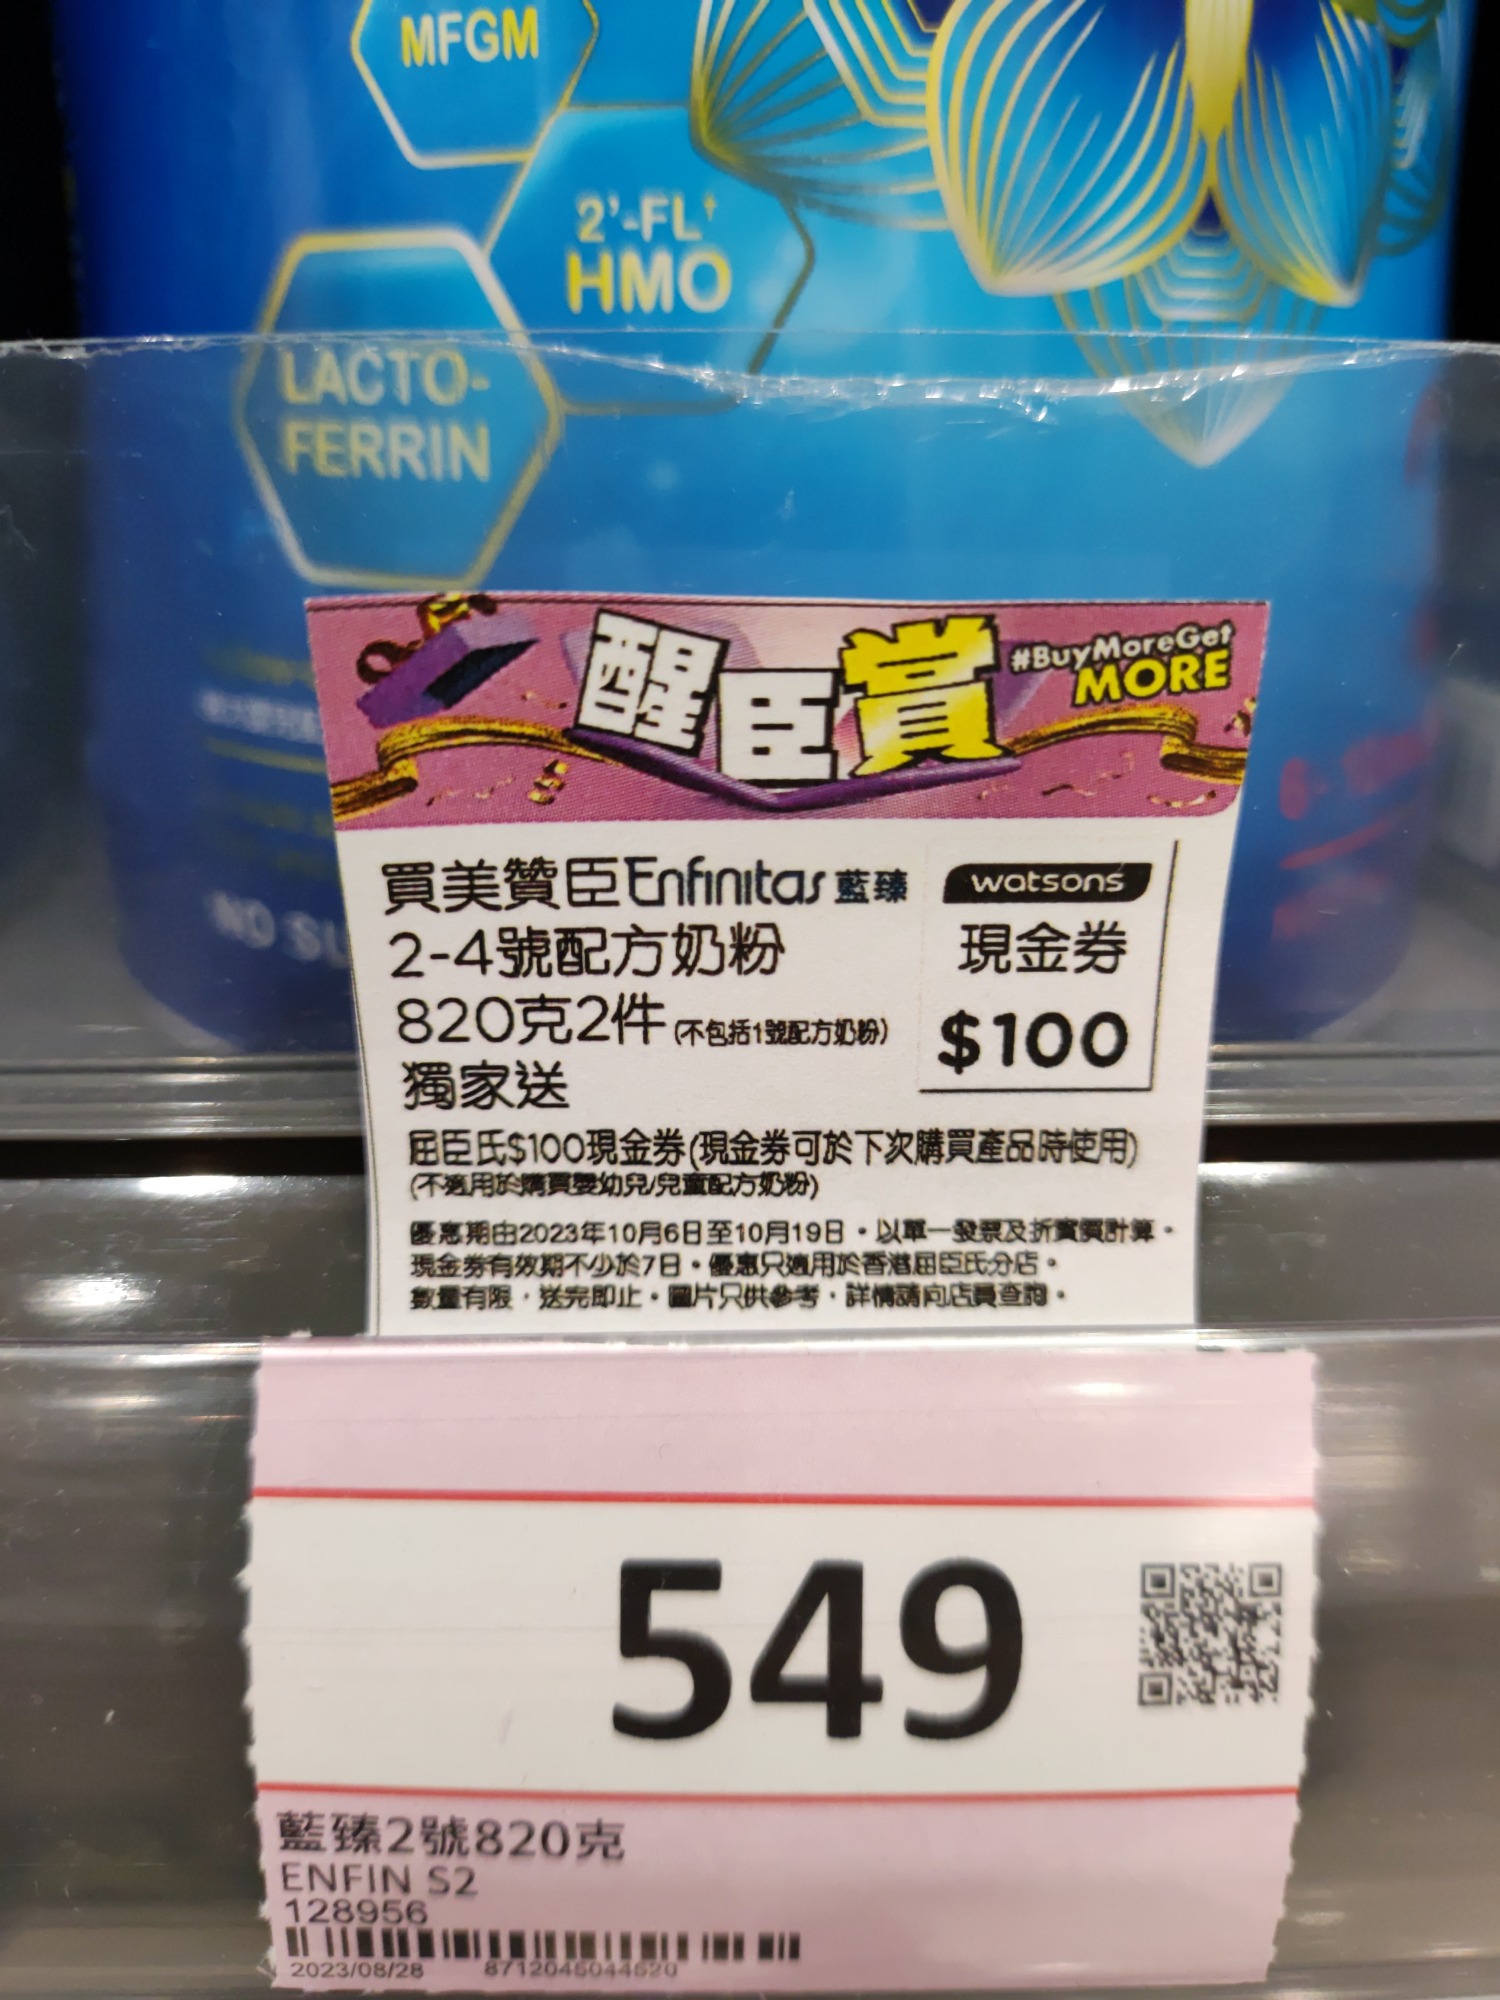 MFGM
2'-FL†
HMO
LACTO-
FERRIN
NO SU
醒臣賞
#BuyMoreGet
MORE
買美贊臣Enfinitas 藍臻
2-4號配方奶粉
820克2件 (不包括1號配方奶粉)
獨家送
watsons
現金券
$100
屈臣氏$100現金券(現金券可於下次購買產品時使用)
(不適用於購買嬰幼兒/兒童配方奶粉)
優惠期由2023年10月6日至10月19日，以單一發票及折實價計算。
現金券有效期不少於7日。優惠只適用於香港屈臣氏分店。
數量有限，送完即止。圖片只供參考，詳情請向店員查詢。
549
藍臻2號820克
ENFIN S2
128956
2023/08/28 8712045044520